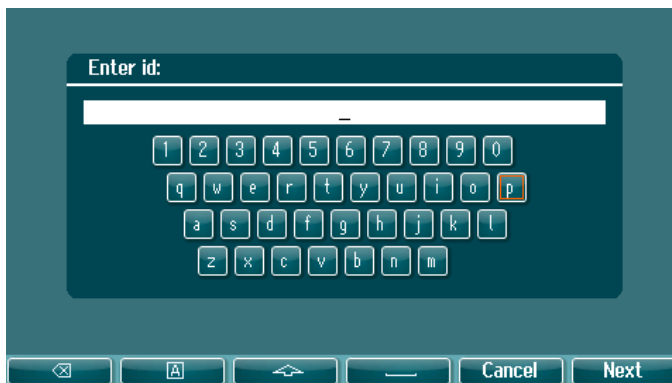 Enter id:
_
1 2 3 4 5 6 7 8 9 0
q w e r t y u i o p
a s d f g h j k l
z x c v b n m
A Cancel Next